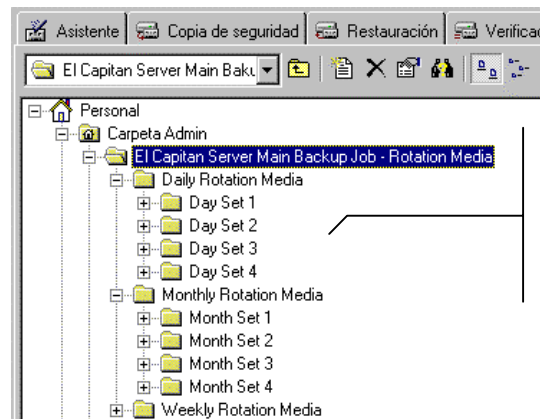 Asistente Copia de seguridad Restauración Verificac
El Capitan Server Main Baku
Personal
Carpeta Admin
El Capitan Server Main Backup Job - Rotation Media
Daily Rotation Media
Day Set 1
Day Set 2
Day Set 3
Day Set 4
Monthly Rotation Media
Month Set 1
Month Set 2
Month Set 3
Month Set 4
Weekly Rotation Media